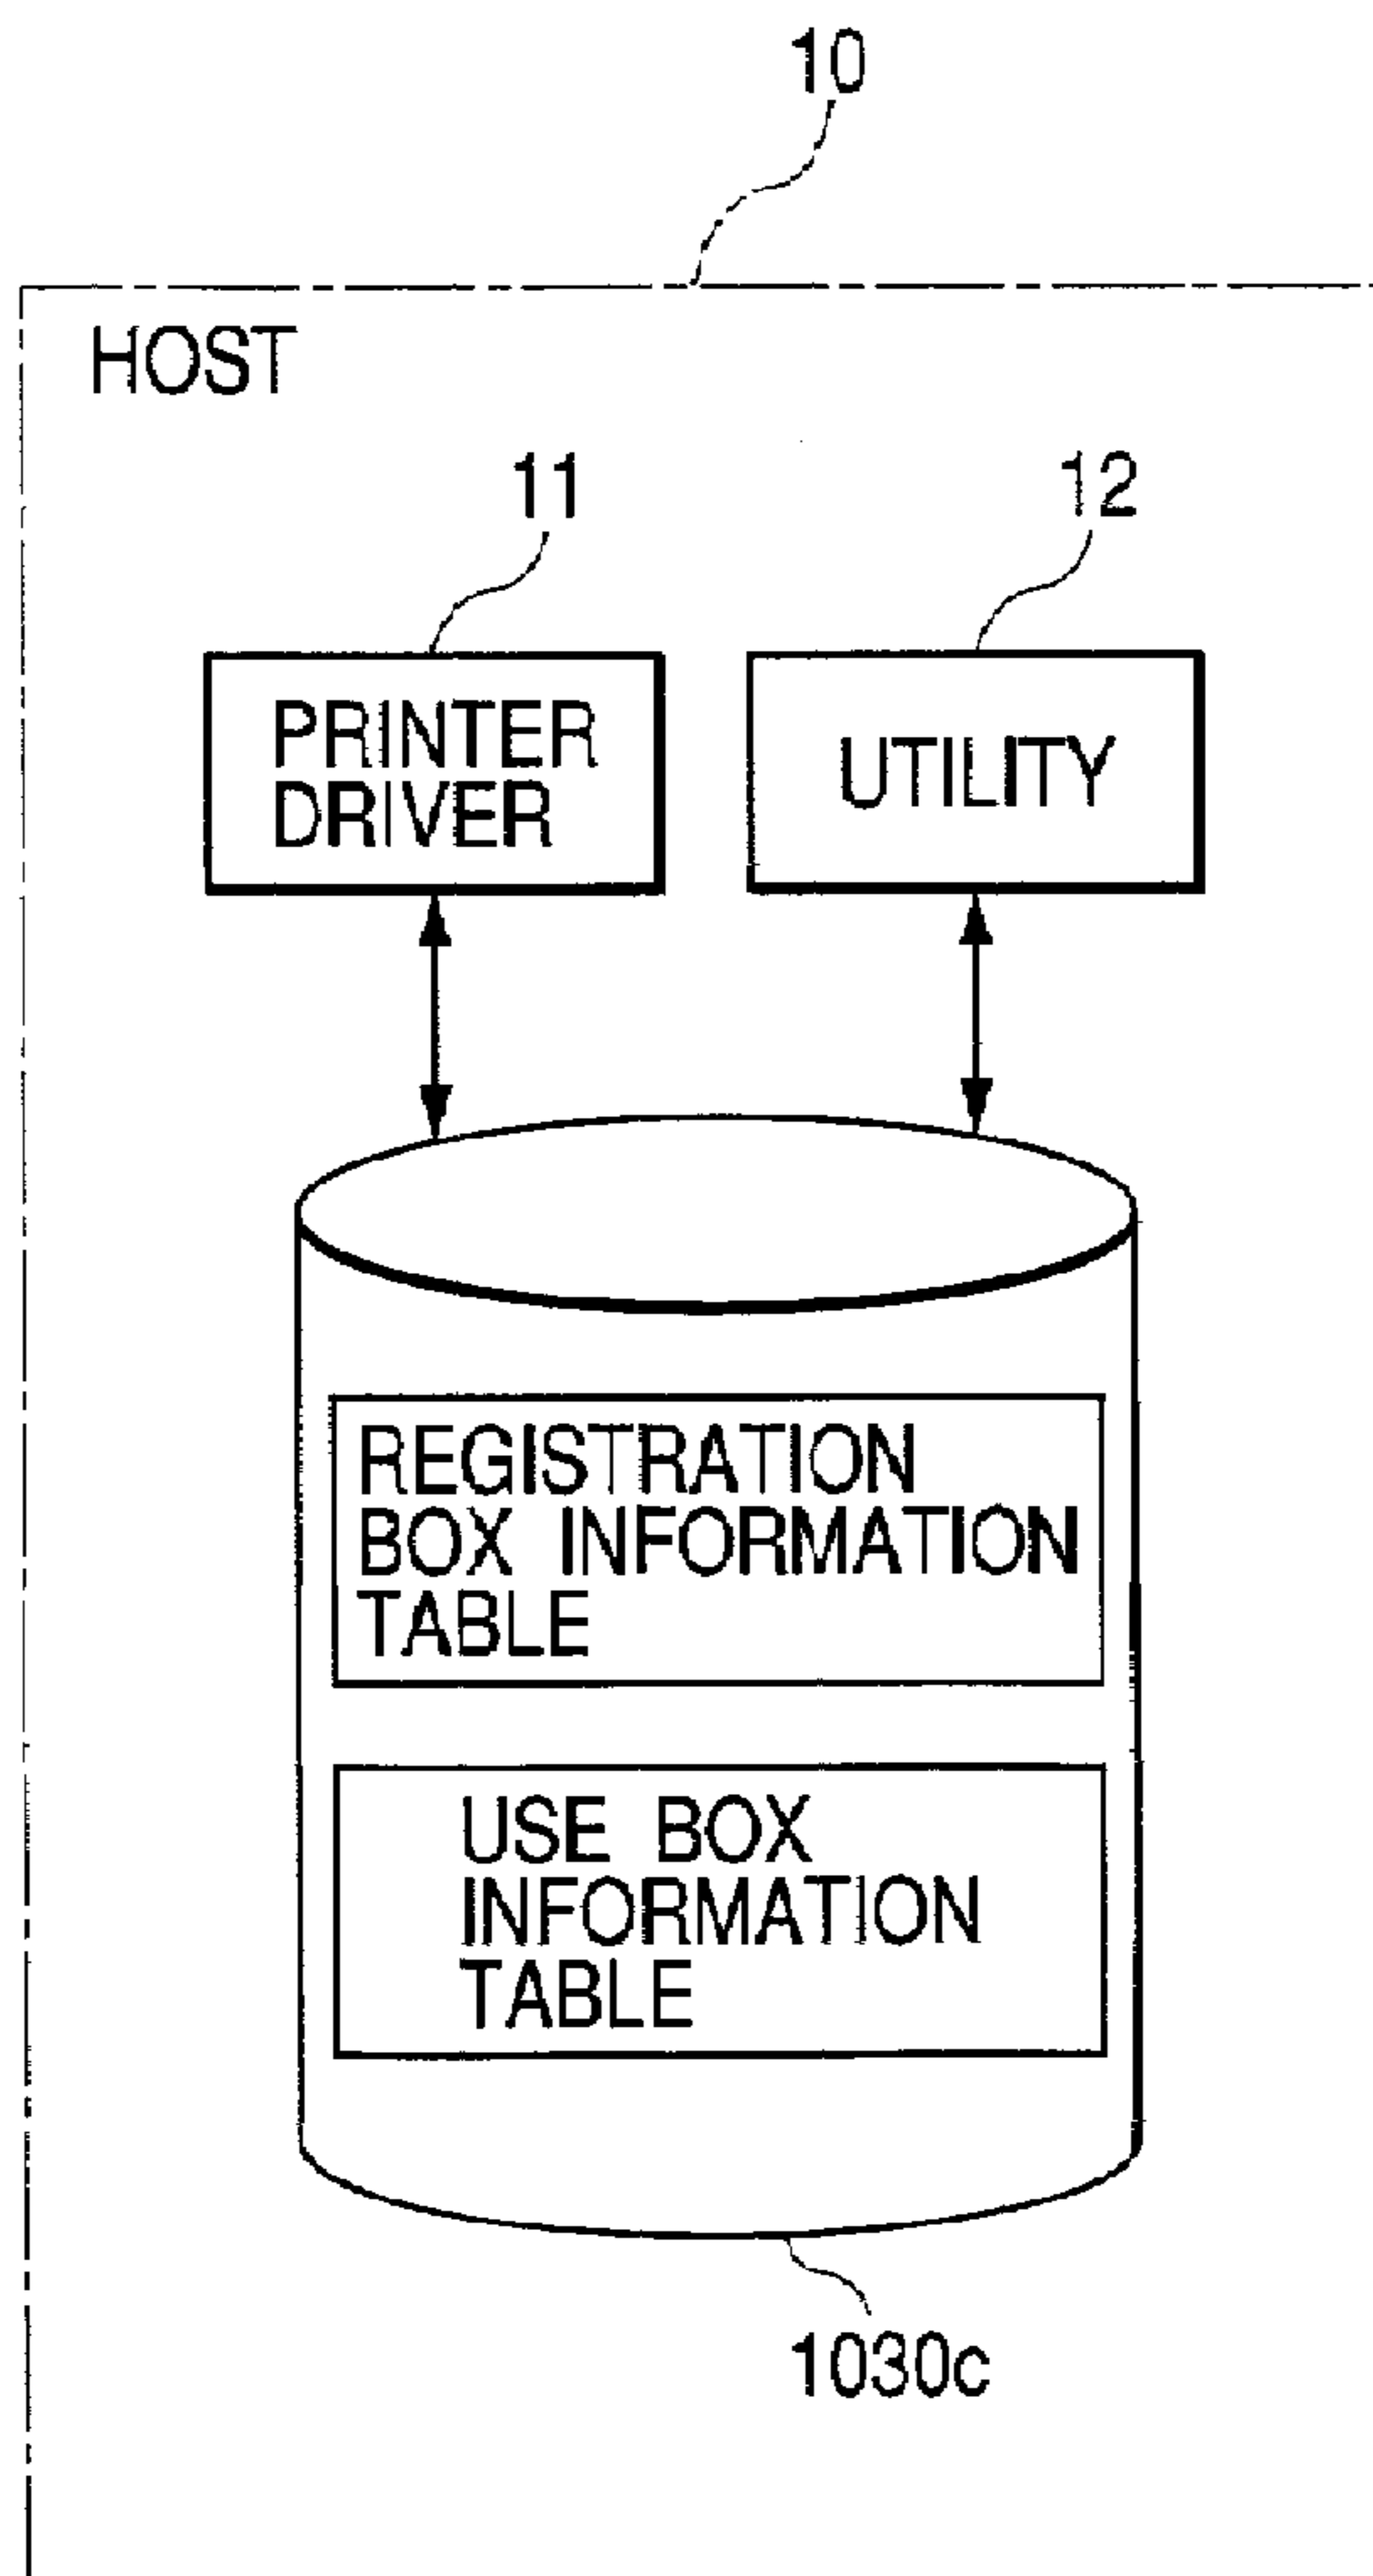 10
HOST
11
12
PRINTER
DRIVER
UTILITY
REGISTRATION
BOX INFORMATION
TABLE
USE BOX
INFORMATION
TABLE
1030c